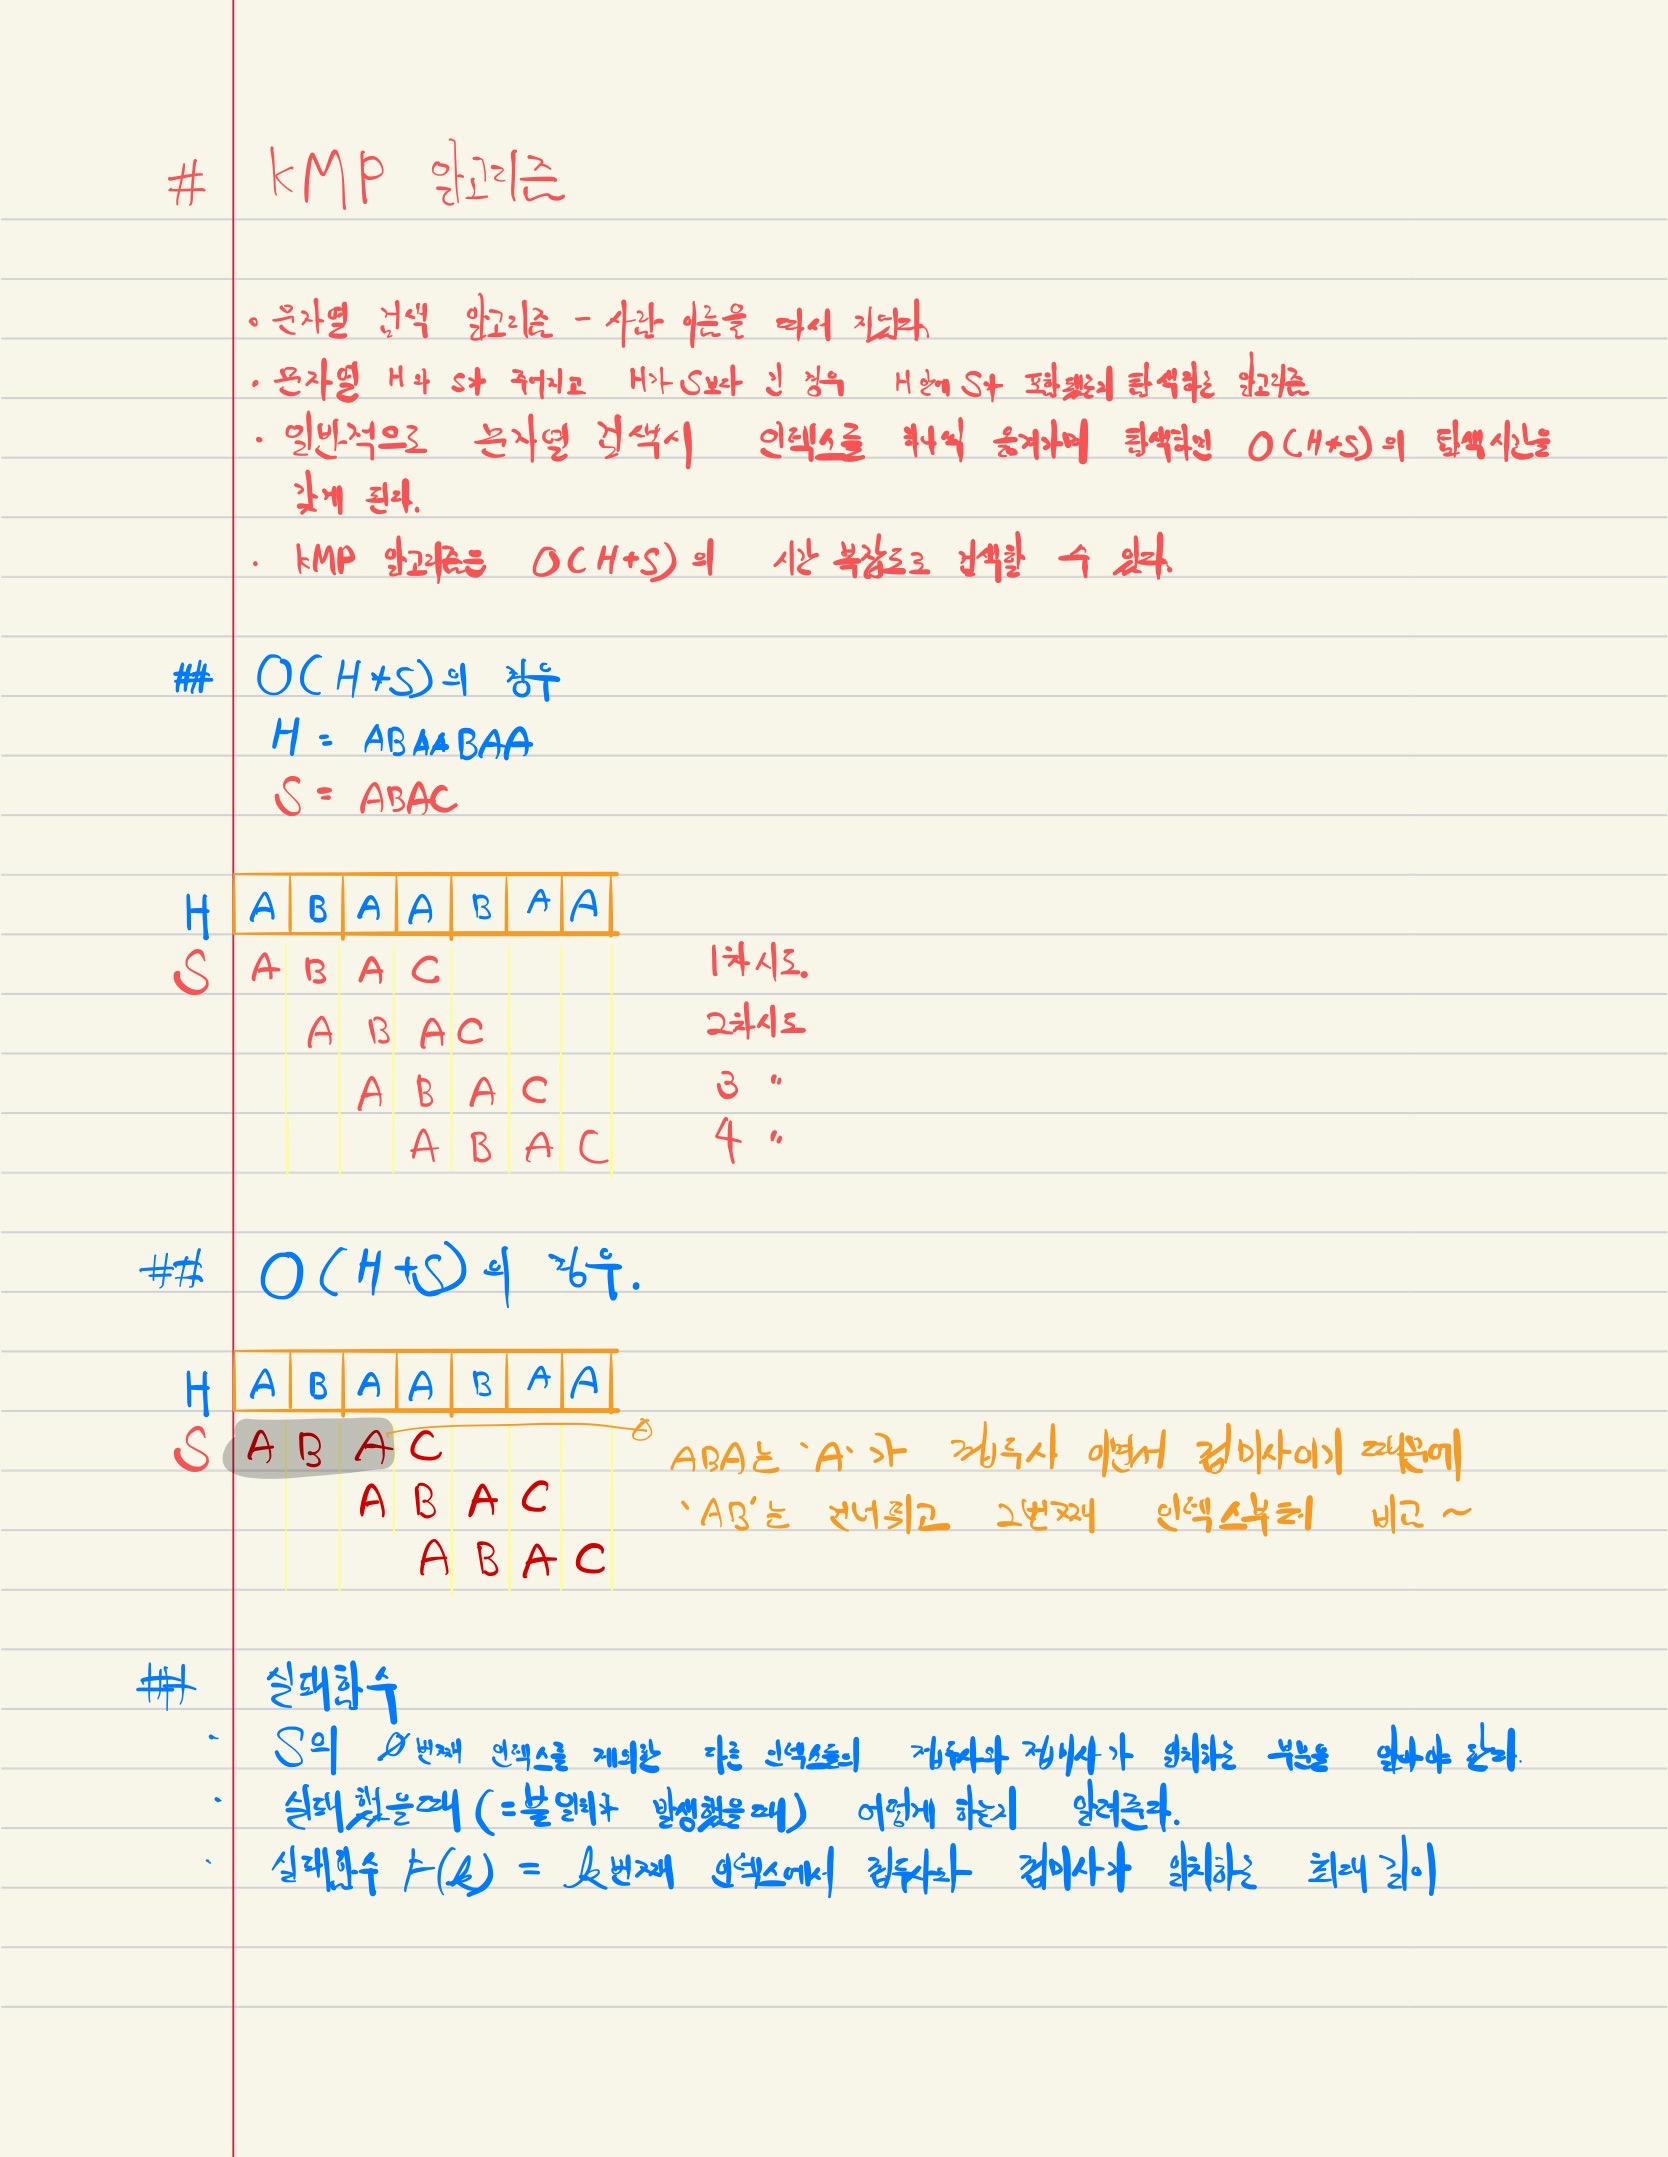 # KMP 알고리즘
· 문자열 검색 알고리즘 - 사람 이름을 따서 지었다.
· 문자열 H와 S가 주어지고 H가 S보다 긴 경우 H안에 S가 포함됐는지 탐색하는 알고리즘
· 일반적으로 문자열 검색시 인덱스를 하나씩 옮겨가며 탐색하면 O(H*S)의 탐색시간을
갖게 된다.
· KMP 알고리즘은 O(H+S)의 시간 복잡도로 검색할 수 있다.
## O(H*S)의 경우
H = ABAABAA
S = ABAC
H A B A A B A A
S A B A C 1차시도.
A B A C 2차시도
A B A C 3 "
A B A C 4 "
## O(H+S)의 경우.
H A B A A B A A
S A B A C
ABA는 'A'가 접두사 이면서 접미사이기 때문에
A B A C
'AB'는 건너뛰고 2번째 인덱스부터 비교~
A B A C
## 실패함수
· S의 0번째 인덱스를 제외한 다른 인덱스들의 접두사와 접미사가 일치하는 부분을 알아야 한다.
· 실패했을때 (=불일치가 발생했을때) 어떻게 하는지 알려준다.
· 실패함수 F(k) = k번째 인덱스에서 접두사와 접미사가 일치하는 최대 길이